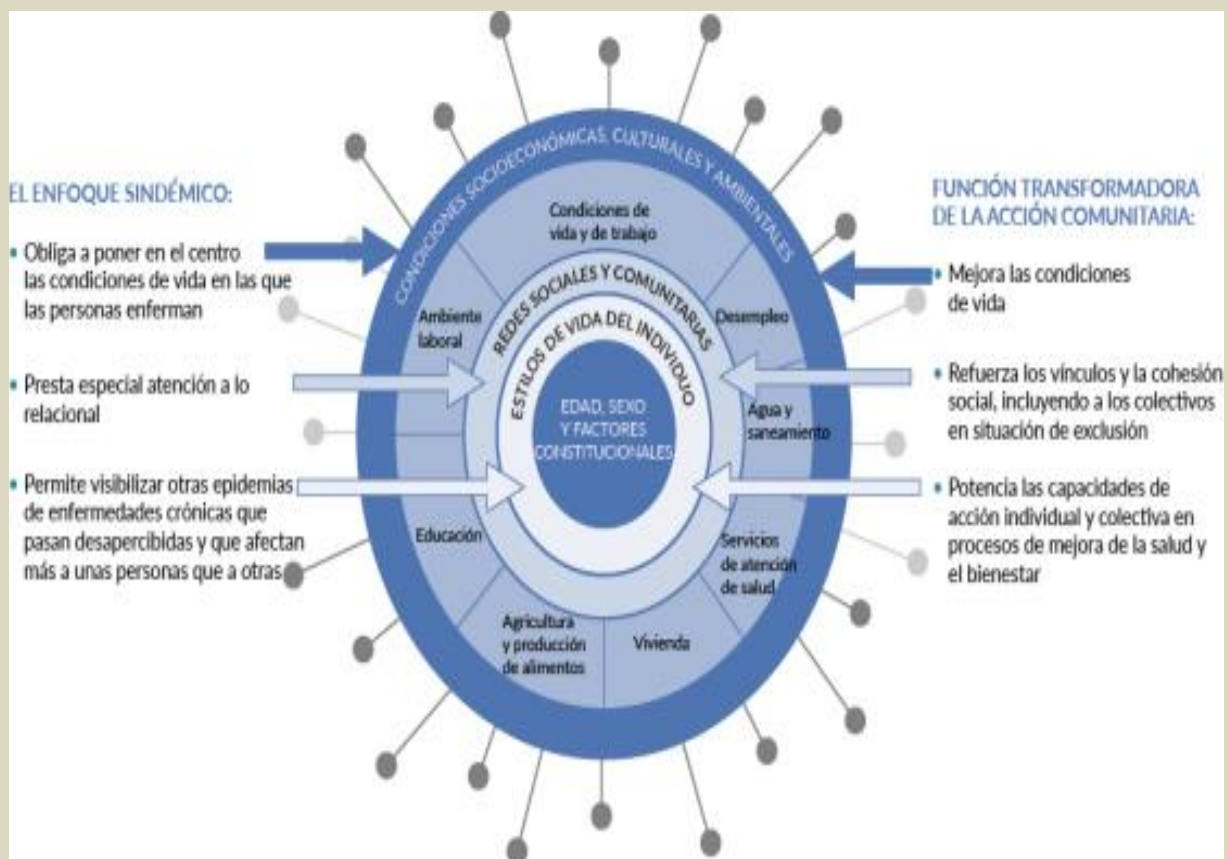 EL ENFOQUE SINDÉMICO:
• Obliga a poner en el centro
las condiciones de vida en las que
las personas enferman
• Presta especial atención a lo
relacional
• Permite visibilizar otras epidemias
de enfermedades crónicas que
pasan desapercibidas y que afectan
más a unas personas que a otras
CONDICIONES SOCIOECONÓMICAS, CULTURALES Y AMBIENTALES
Condiciones de
vida y de trabajo
Ambiente
laboral
Desempleo
REDES SOCIALES Y COMUNITARIAS
ESTILOS DE VIDA DEL INDIVIDUO
EDAD, SEXO
Y FACTORES
CONSTITUCIONALES
Agua y
saneamiento
Educación
Servicios
de atención
de salud
Agricultura
y producción
de alimentos
Vivienda
FUNCIÓN TRANSFORMADORA
DE LA ACCIÓN COMUNITARIA:
• Mejora las condiciones
de vida
• Refuerza los vínculos y la cohesión
social, incluyendo a los colectivos
en situación de exclusión
• Potencia las capacidades de
acción individual y colectiva en
procesos de mejora de la salud y
el bienestar